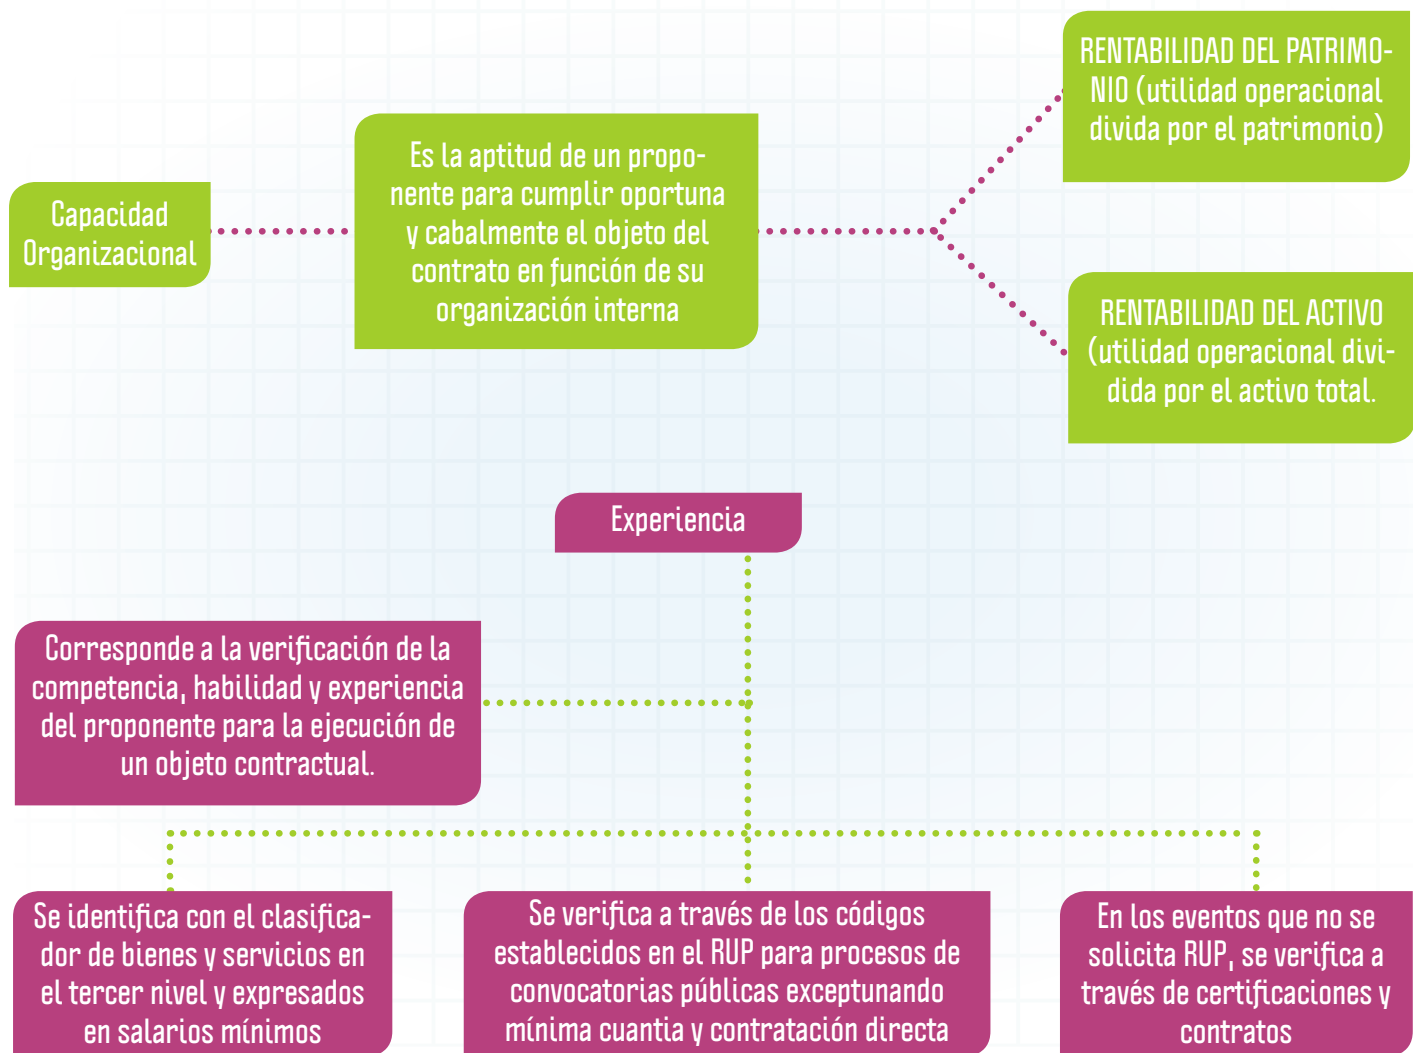 Capacidad
Organizacional
Es la aptitud de un propo-
nente para cumplir oportuna
y cabalmente el objeto del
contrato en función de su
organización interna
RENTABILIDAD DEL PATRIMO-
NIO (utilidad operacional
divida por el patrimonio)
RENTABILIDAD DEL ACTIVO
(utilidad operacional divi-
dida por el activo total.
Experiencia
Corresponde a la verificación de la
competencia, habilidad y experiencia
del proponente para la ejecución de
un objeto contractual.
Se identifica con el clasifica-
dor de bienes y servicios en
el tercer nivel y expresados
en salarios mínimos
Se verifica a través de los códigos
establecidos en el RUP para procesos de
convocatorias públicas exceptunando
mínima cuantia y contratación directa
En los eventos que no se
solicita RUP, se verifica a
través de certificaciones y
contratos